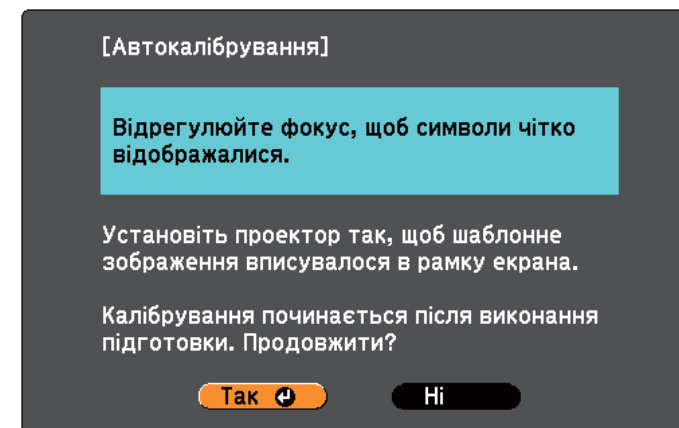 [Автокалібрування]
Відрегулюйте фокус, щоб символи чітко
відображалися.
Установіть проектор так, щоб шаблонне
зображення вписувалося в рамку екрана.
Калібрування починається після виконання
підготовки. Продовжити?
Так
Ні